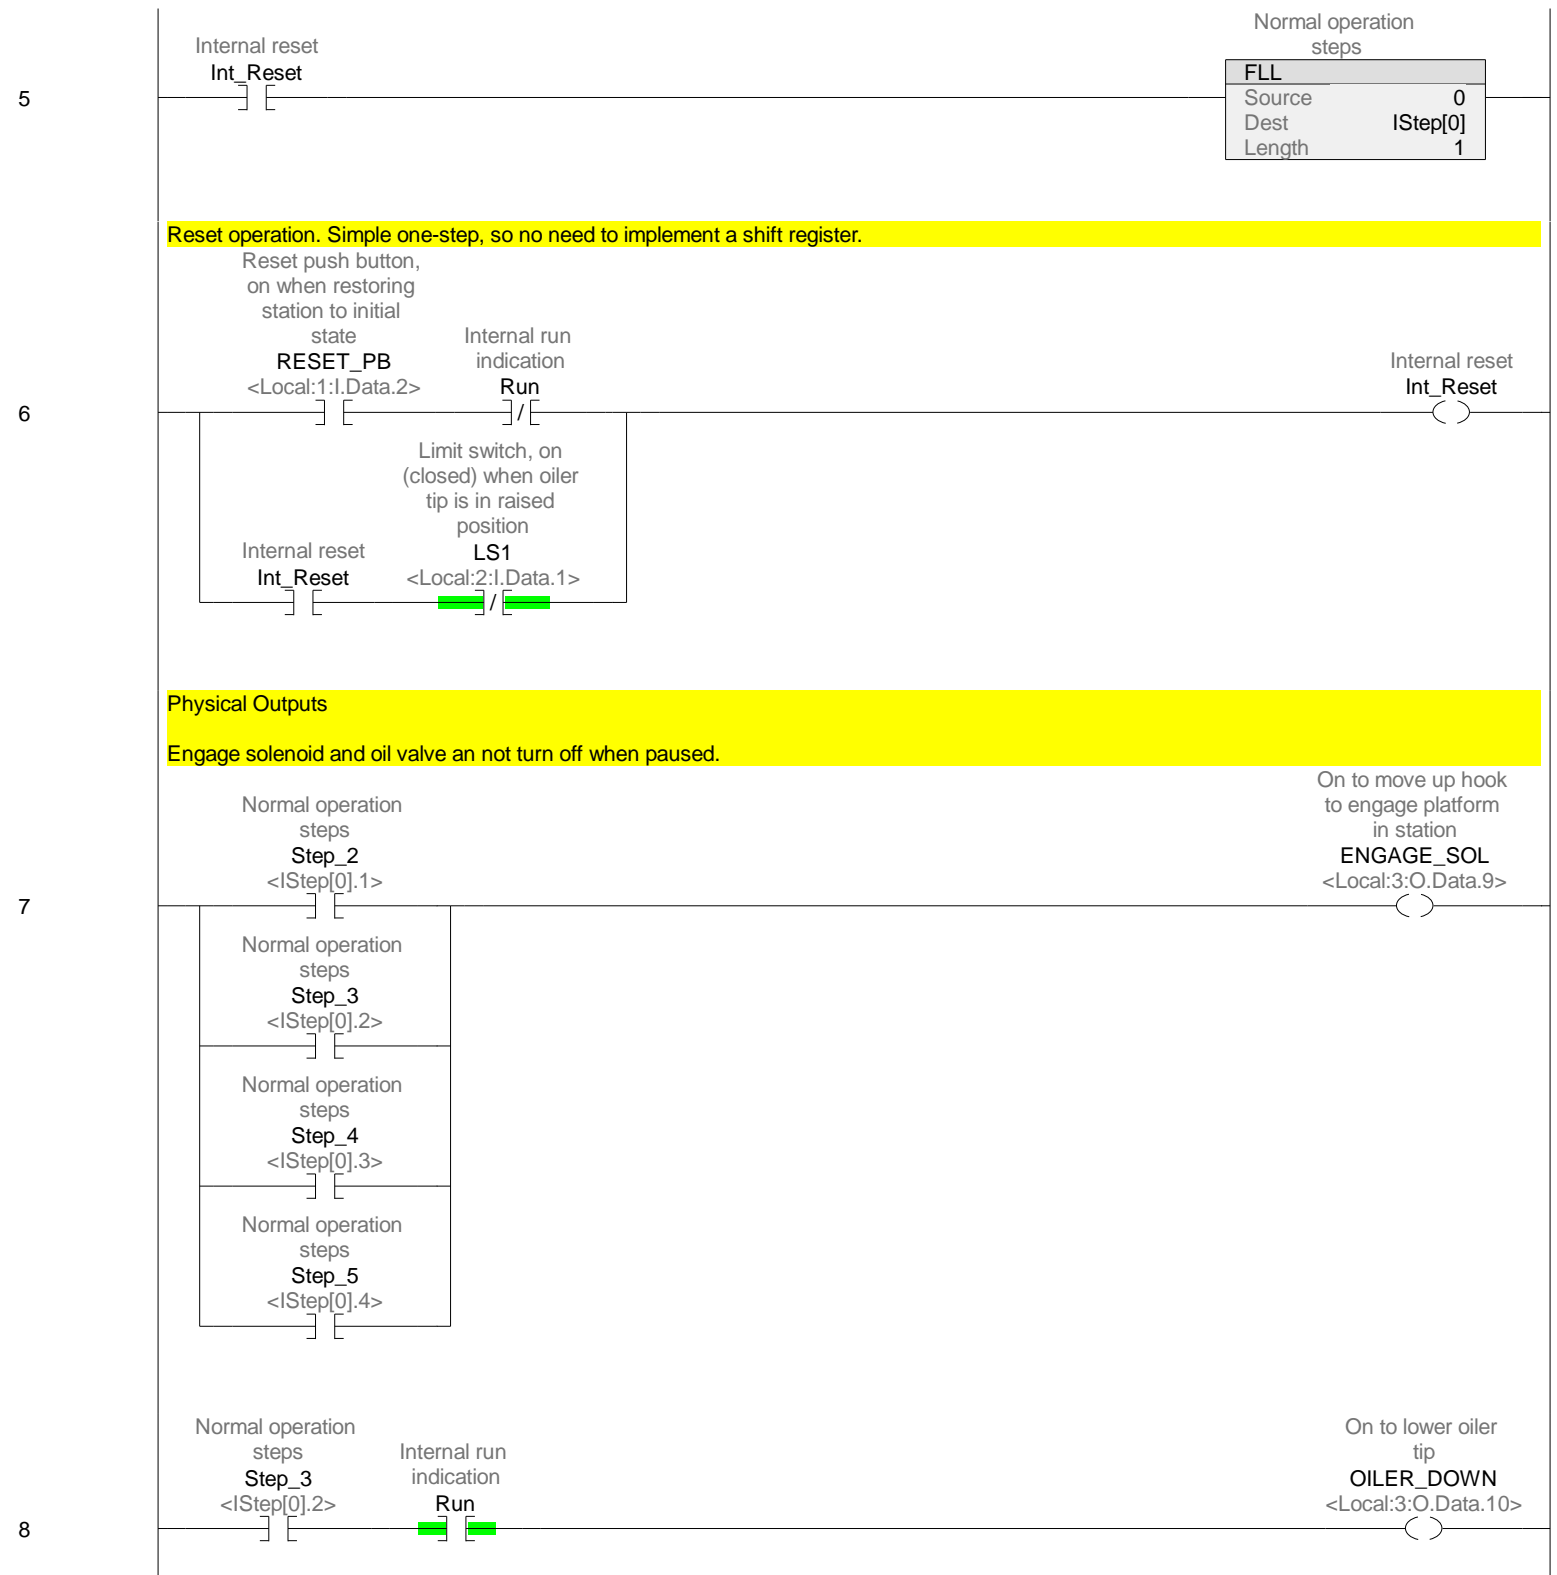 Normal operation
steps
Internal reset
Int_Reset
FLL
Source 0
Dest IStep[0]
Length 1
5
Reset operation. Simple one-step, so no need to implement a shift register.
Reset push button,
on when restoring
station to initial
state
RESET_PB
<Local:1:I.Data.2>
Internal run
indication
Run
/
Internal reset
Int_Reset
6
Limit switch, on
(closed) when oiler
tip is in raised
position
LS1
<Local:2:I.Data.1>
/
Internal reset
Int_Reset
Physical Outputs
Engage solenoid and oil valve an not turn off when paused.
Normal operation
steps
Step_2
<IStep[0].1>
On to move up hook
to engage platform
in station
ENGAGE_SOL
<Local:3:O.Data.9>
7
Normal operation
steps
Step_3
<IStep[0].2>
Normal operation
steps
Step_4
<IStep[0].3>
Normal operation
steps
Step_5
<IStep[0].4>
Normal operation
steps
Step_3
<IStep[0].2>
Internal run
indication
Run
On to lower oiler
tip
OILER_DOWN
<Local:3:O.Data.10>
8